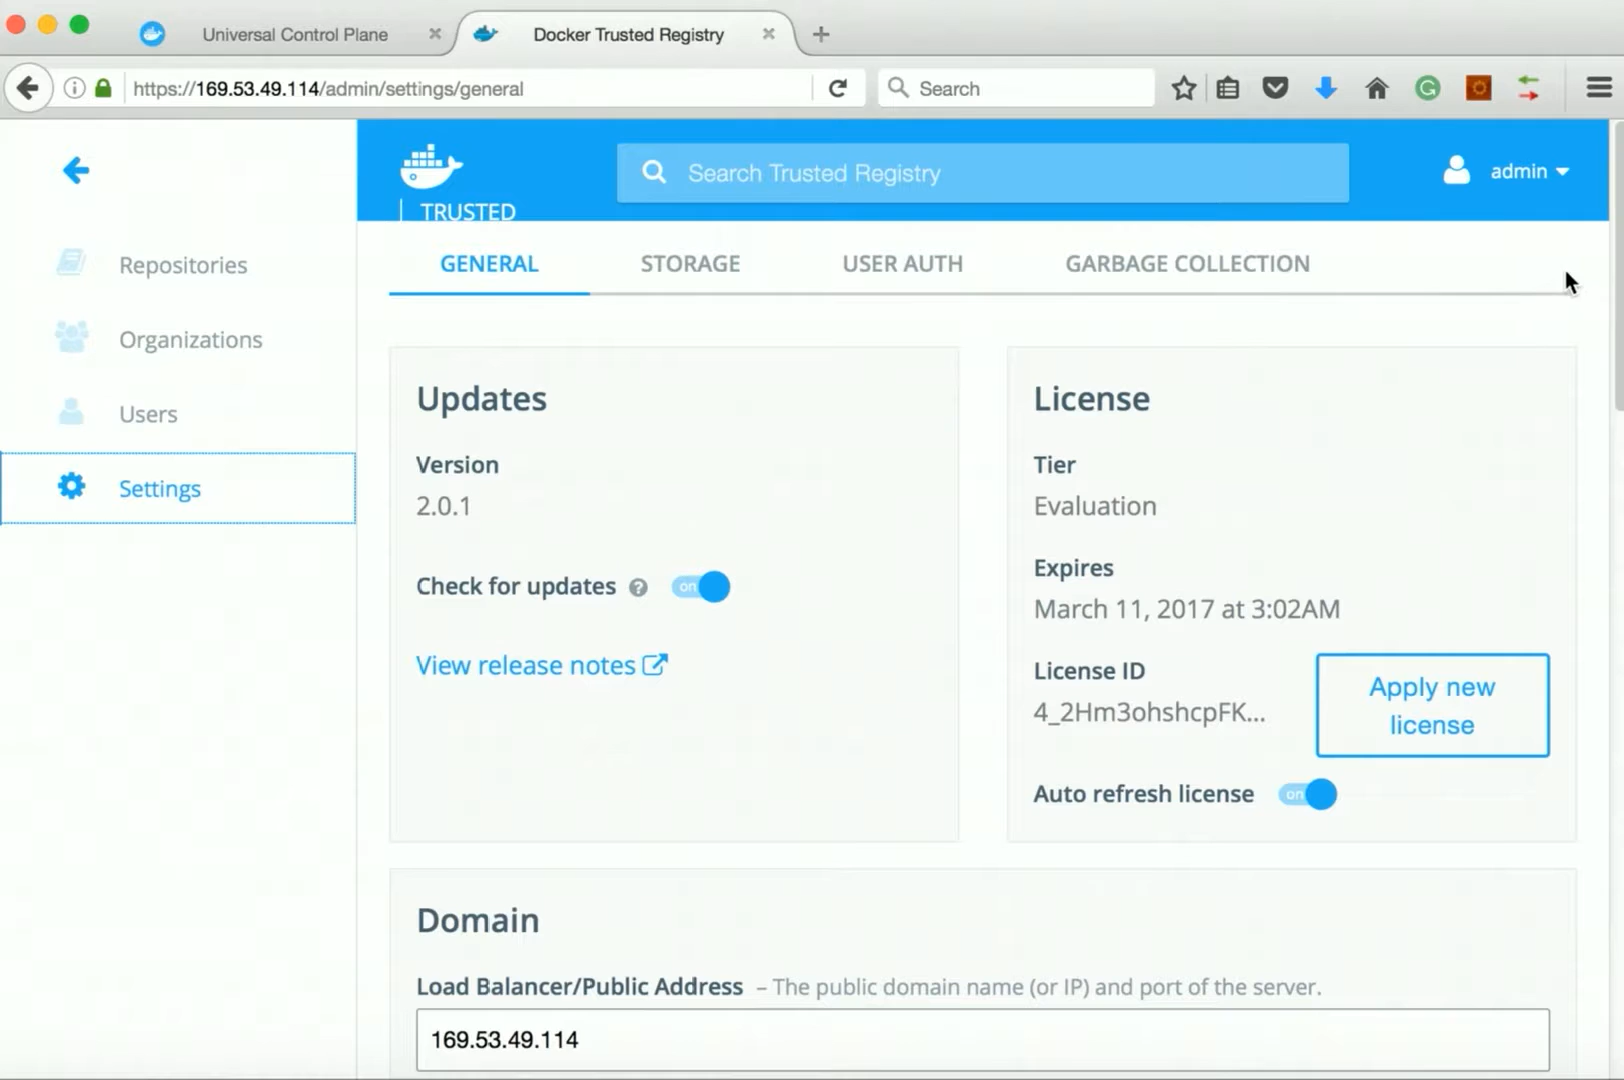 Universal Control Plane
Docker Trusted Registry
https://169.53.49.114/admin/settings/general
Search
TRUSTED
Search Trusted Registry
admin
Repositories
Organizations
Users
Settings
GENERAL
STORAGE
USER AUTH
GARBAGE COLLECTION
Updates
Version
2.0.1
Check for updates ?
on
View release notes
License
Tier
Evaluation
Expires
March 11, 2017 at 3:02AM
License ID
4_2Hm3ohshcpFK...
Apply new
license
Auto refresh license
on
Domain
Load Balancer/Public Address – The public domain name (or IP) and port of the server.
169.53.49.114